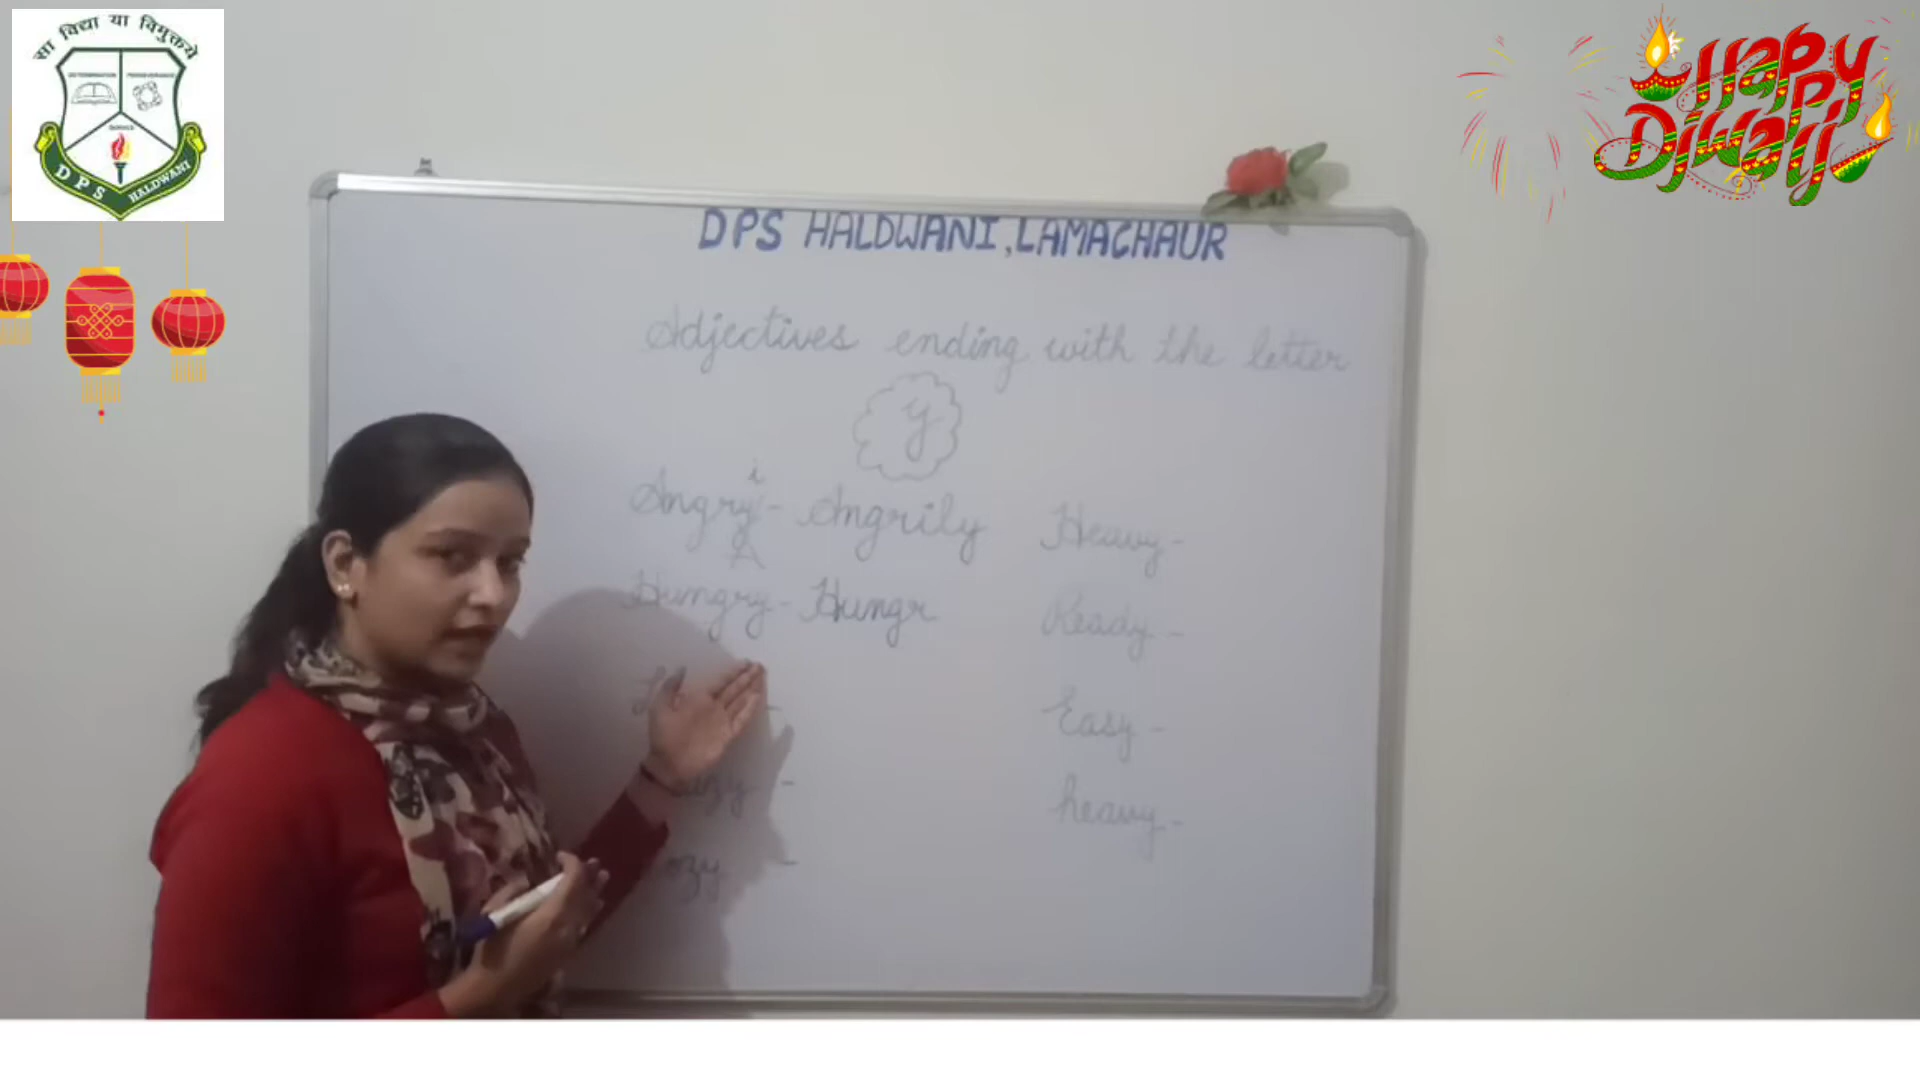 सा विद्या या विमुक्तये
DPS HALDWANI
Happy
Diwali
DPS HALDWANI, LAMACHAUR
Adjectives ending with the letter
y
i
Angry - Angrily Heavy -
Hungry - Hungr Ready -
Easy -
heavy -